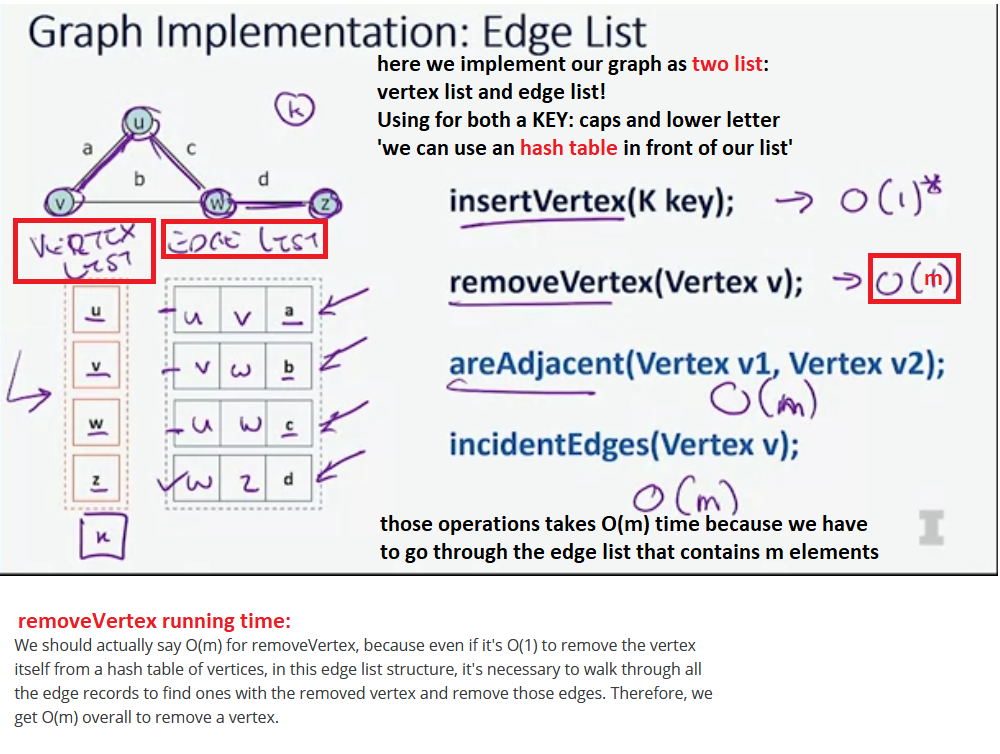 Graph Implementation: Edge List
here we implement our graph as two list:
vertex list and edge list!
Using for both a KEY: caps and lower letter
'we can use an hash table in front of our list'
k
u
a
c
b
d
v
w
z
VERTEX
LIST
EDGE LIST
u
u v a
v
v w b
w
u w c
z
w z d
insertVertex(K key); → O(1)*
removeVertex(Vertex v); → O(m)
areAdjacent(Vertex v1, Vertex v2);
O(m)
incidentEdges(Vertex v);
O(m)
those operations takes O(m) time because we have
to go through the edge list that contains m elements
I
removeVertex running time:
We should actually say O(m) for removeVertex, because even if it's O(1) to remove the vertex
itself from a hash table of vertices, in this edge list structure, it's necessary to walk through all
the edge records to find ones with the removed vertex and remove those edges. Therefore, we
get O(m) overall to remove a vertex.